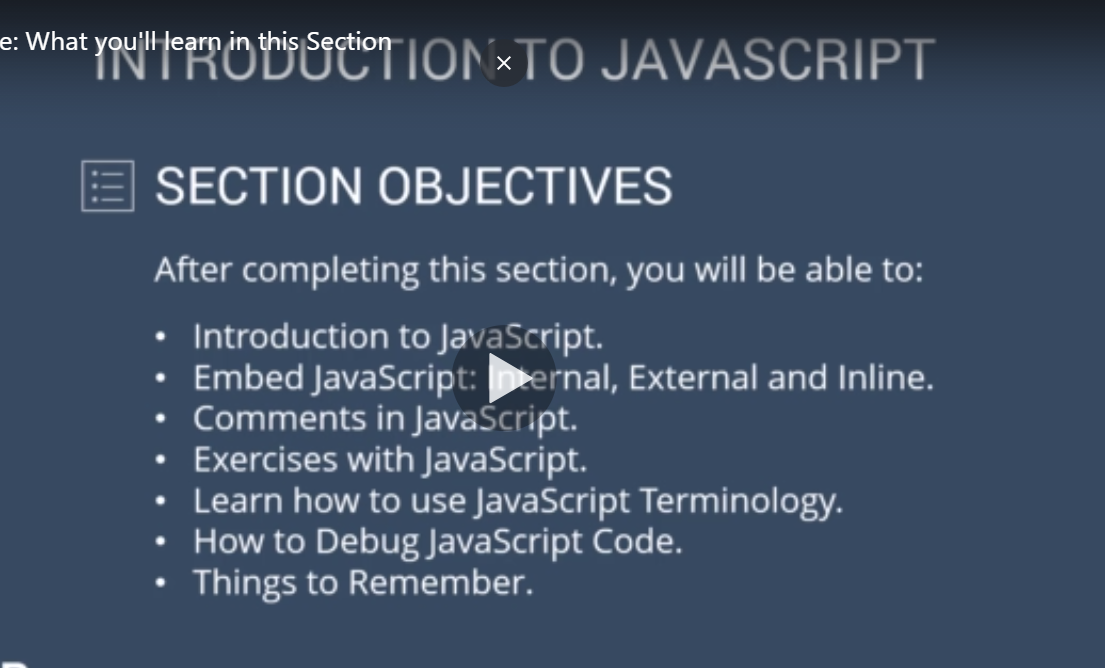 e: What you'll learn in this Section
INTRODUCTION TO JAVASCRIPT
SECTION OBJECTIVES
After completing this section, you will be able to:
• Introduction to JavaScript.
• Embed JavaScript: Internal, External and Inline.
• Comments in JavaScript.
• Exercises with JavaScript.
• Learn how to use JavaScript Terminology.
• How to Debug JavaScript Code.
• Things to Remember.